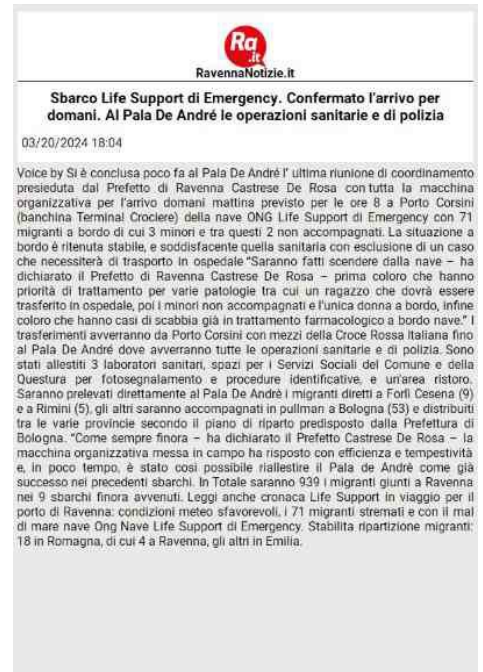 Ra
.it
RavennaNotizie.it
Sbarco Life Support di Emergency. Confermato l'arrivo per
domani. Al Pala De André le operazioni sanitarie e di polizia
03/20/2024 18:04
Voice by Si è conclusa poco fa al Pala De André l' ultima riunione di coordinamento
presieduta dal Prefetto di Ravenna Castrese De Rosa con tutta la macchina
organizzativa per l'arrivo domani mattina previsto per le ore 8 a Porto Corsini
(banchina Terminal Crociere) della nave ONG Life Support di Emergency con 71
migranti a bordo di cui 3 minori e tra questi 2 non accompagnati. La situazione a
bordo è ritenuta stabile, e soddisfacente quella sanitaria con esclusione di un caso
che necessiterà di trasporto in ospedale "Saranno fatti scendere dalla nave – ha
dichiarato il Prefetto di Ravenna Castrese De Rosa – prima coloro che hanno
priorità di trattamento per varie patologie tra cui un ragazzo che dovrà essere
trasferito in ospedale, poi i minori non accompagnati e l'unica donna a bordo, infine
coloro che hanno casi di scabbia già in trattamento farmacologico a bordo nave." I
trasferimenti avverranno da Porto Corsini con mezzi della Croce Rossa Italiana fino
al Pala De André dove avverranno tutte le operazioni sanitarie e di polizia. Sono
stati allestiti 3 laboratori sanitari, spazi per i Servizi Sociali del Comune e della
Questura per fotosegnalamento e procedure identificative, e un'area ristoro.
Saranno prelevati direttamente al Pala De André i migranti diretti a Forlì Cesena (9)
e a Rimini (5), gli altri saranno accompagnati in pullman a Bologna (53) e distribuiti
tra le varie provincie secondo il piano di riparto predisposto dalla Prefettura di
Bologna. "Come sempre finora – ha dichiarato il Prefetto Castrese De Rosa – la
macchina organizzativa messa in campo ha risposto con efficienza e tempestività
e, in poco tempo, è stato così possibile riallestire il Pala de Andrè come già
successo nei precedenti sbarchi. In Totale saranno 939 i migranti giunti a Ravenna
nei 9 sbarchi finora avvenuti. Leggi anche cronaca Life Support in viaggio per il
porto di Ravenna: condizioni meteo sfavorevoli, i 71 migranti stremati e con il mal
di mare nave Ong Nave Life Support di Emergency. Stabilita ripartizione migranti:
18 in Romagna, di cui 4 a Ravenna, gli altri in Emilia.